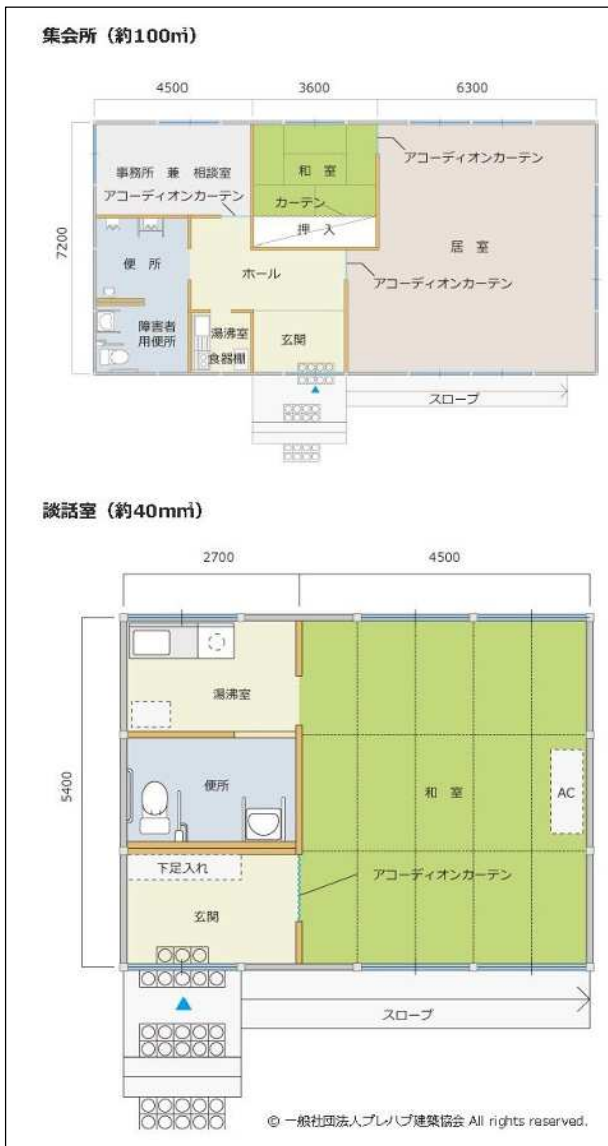 集会所（約100㎡）
4500
3600
6300
7200
アコーディオンカーテン
事務所 兼 相談室
和 室
アコーディオンカーテン
カーテン
押 入
居 室
便 所
ホール
アコーディオンカーテン
障害者
用便所
湯沸室
食器棚
玄関
スロープ
談話室（約40m㎡）
2700
4500
5400
湯沸室
便所
和 室
AC
下足入れ
アコーディオンカーテン
玄関
スロープ
© 一般社団法人プレハブ建築協会 All rights reserved.